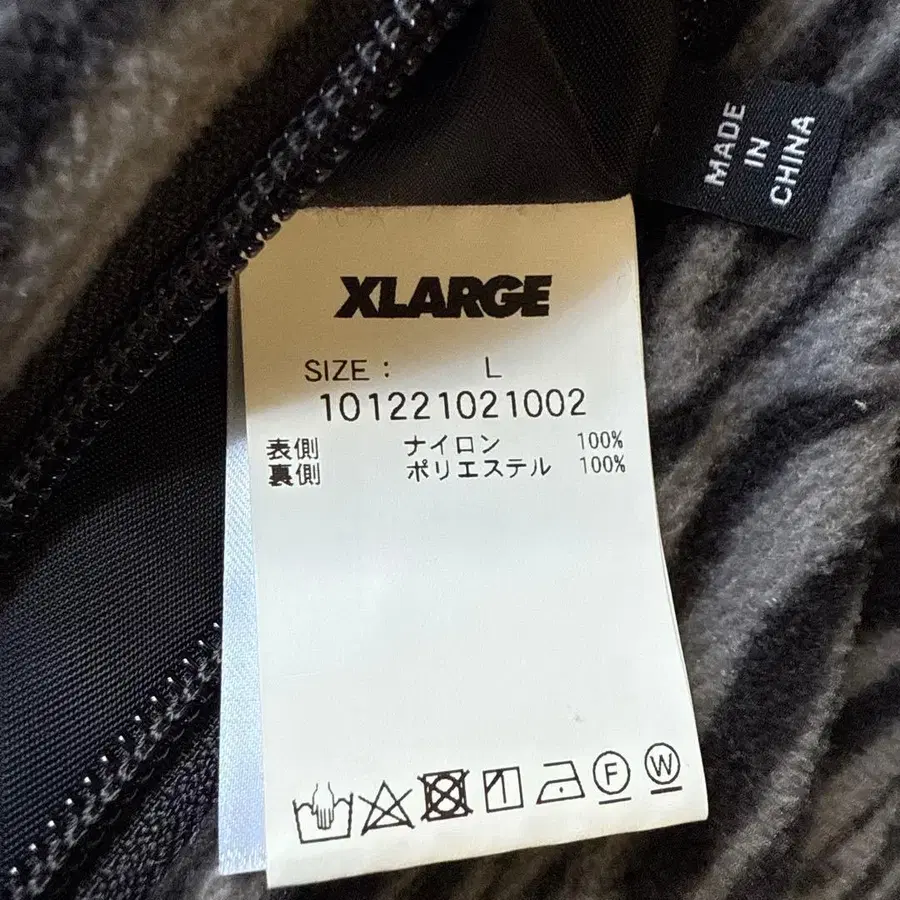 MADE
IN
CHINA
XLARGE
SIZE : L
101221021002
表側 ナイロン 100%
裏側 ポリエステル 100%
F
W